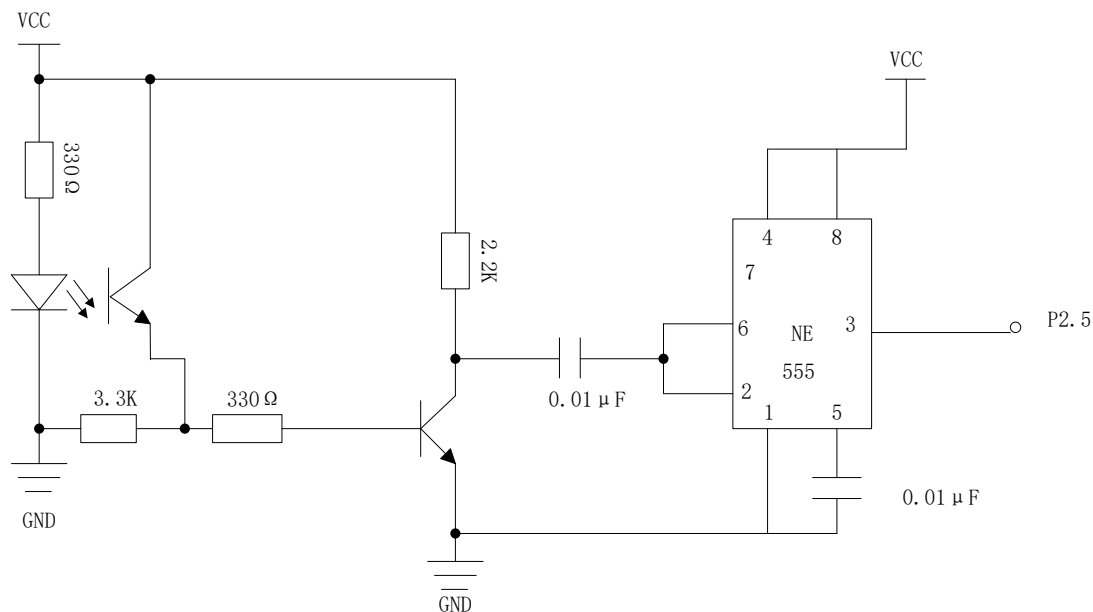 VCC
VCC
330Ω
2.2K
4 8
7
6 3 P2.5
NE
555
2
0.01μF
1 5
3.3K 330Ω
0.01μF
GND
GND